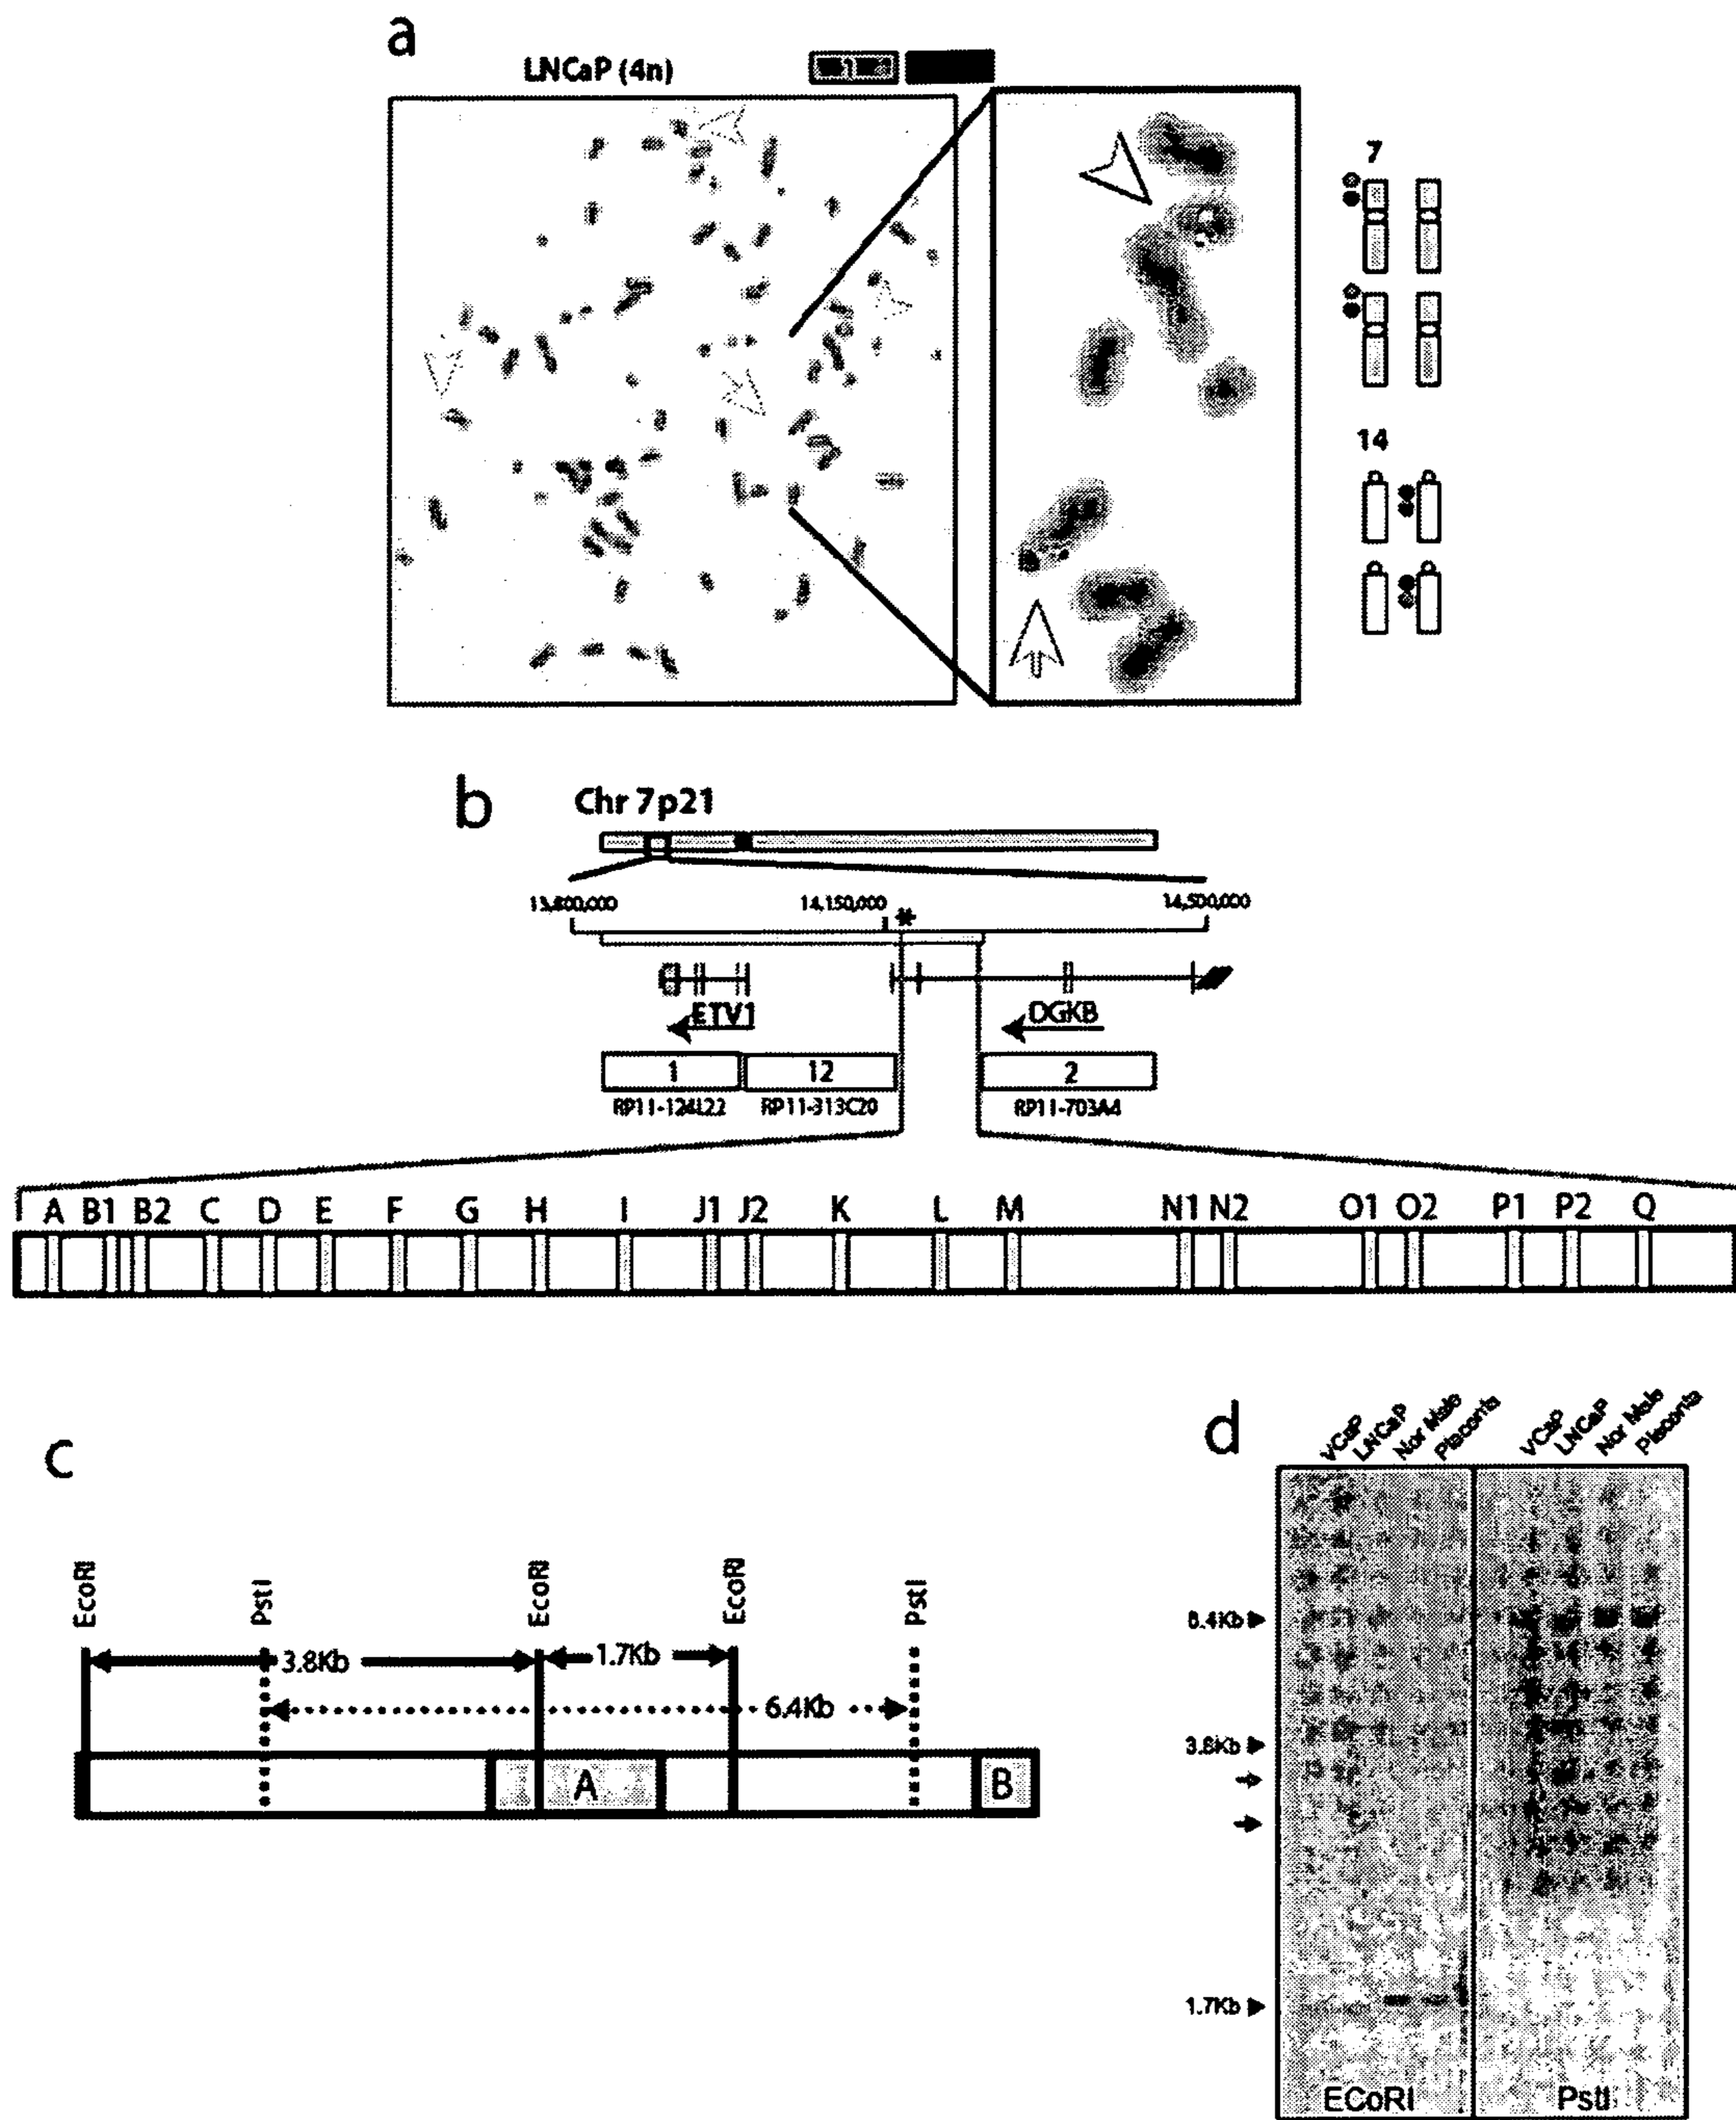 a
LNCaP (4n)
1
7
14
b
Chr 7p21
13,800,000 14,150,000 14,500,000
*
ETV1 DGKB
1 12 2
RP11-124L22 RP11-313C20 RP11-703A4
A B1 B2 C D E F G H I J1 J2 K L M N1 N2 O1 O2 P1 P2 Q
c
EcoRI PstI EcoRI EcoRI PstI
3.8Kb 1.7Kb
6.4Kb
A B
d
VCaP LNCaP Nor Male Placenta VCaP LNCaP Nor Male Placenta
6.4Kb
3.8Kb
1.7Kb
ECoRI PstI